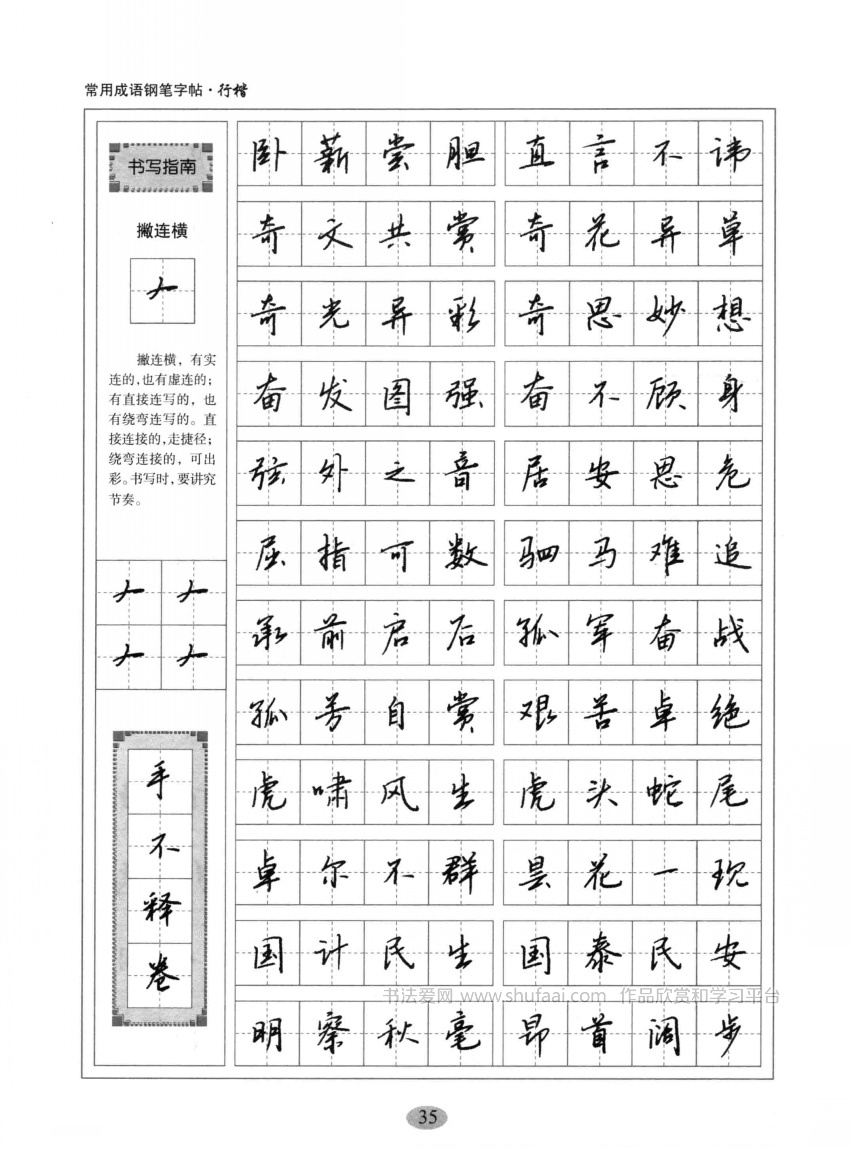 常用成语钢笔字帖·行楷
书写指南
撇连横
撇连横，有实
连的，也有虚连的；
有直接连写的，也
有绕弯连写的。直
接连接的，走捷径；
绕弯连接的，可出
彩。书写时，要讲究
节奏。
手不释卷
卧薪尝胆 直言不讳
奇文共赏 奇花异草
奇光异彩 奇思妙想
奋发图强 奋不顾身
弦外之音 居安思危
屈指可数 驷马难追
承前启后 孤军奋战
孤芳自赏 艰苦卓绝
虎啸风生 虎头蛇尾
卓尔不群 昙花一现
国计民生 国泰民安
明察秋毫 昂首阔步
书法爱网 www.shufaai.com 作品欣赏和学习平台
35